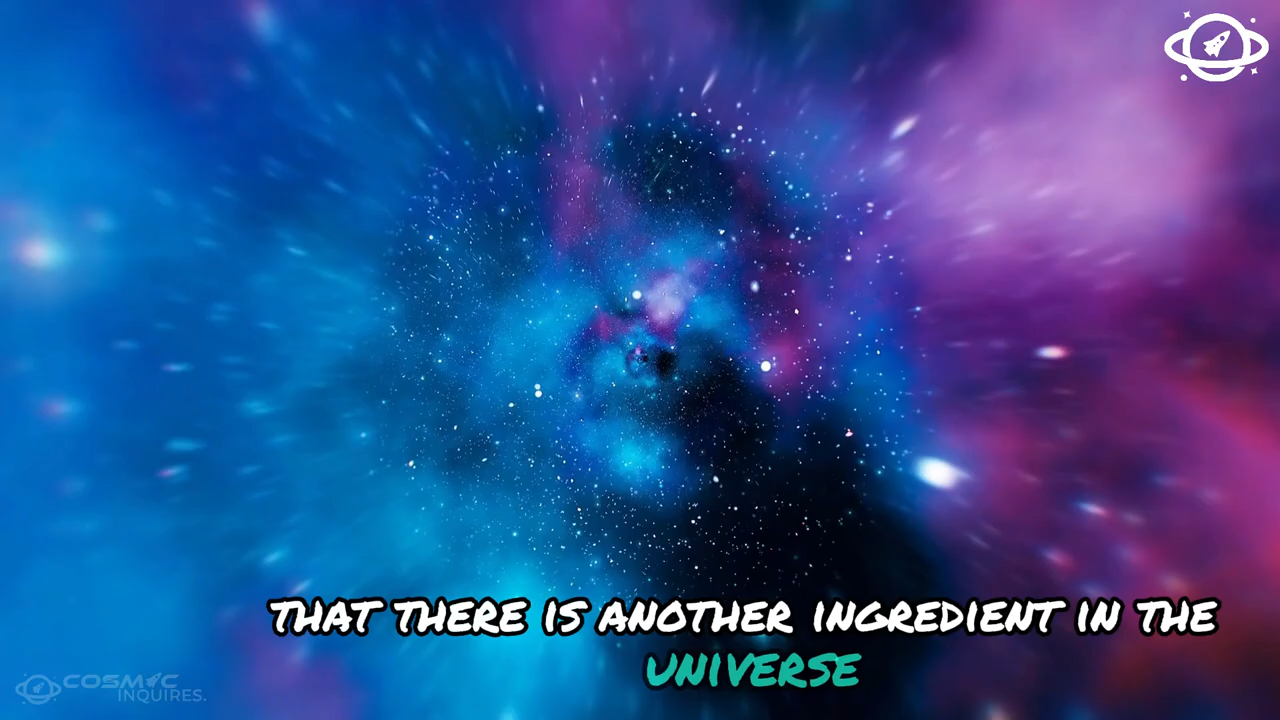 THAT THERE IS ANOTHER INGREDIENT IN THE
UNIVERSE
COSMIC
INQUIRES.